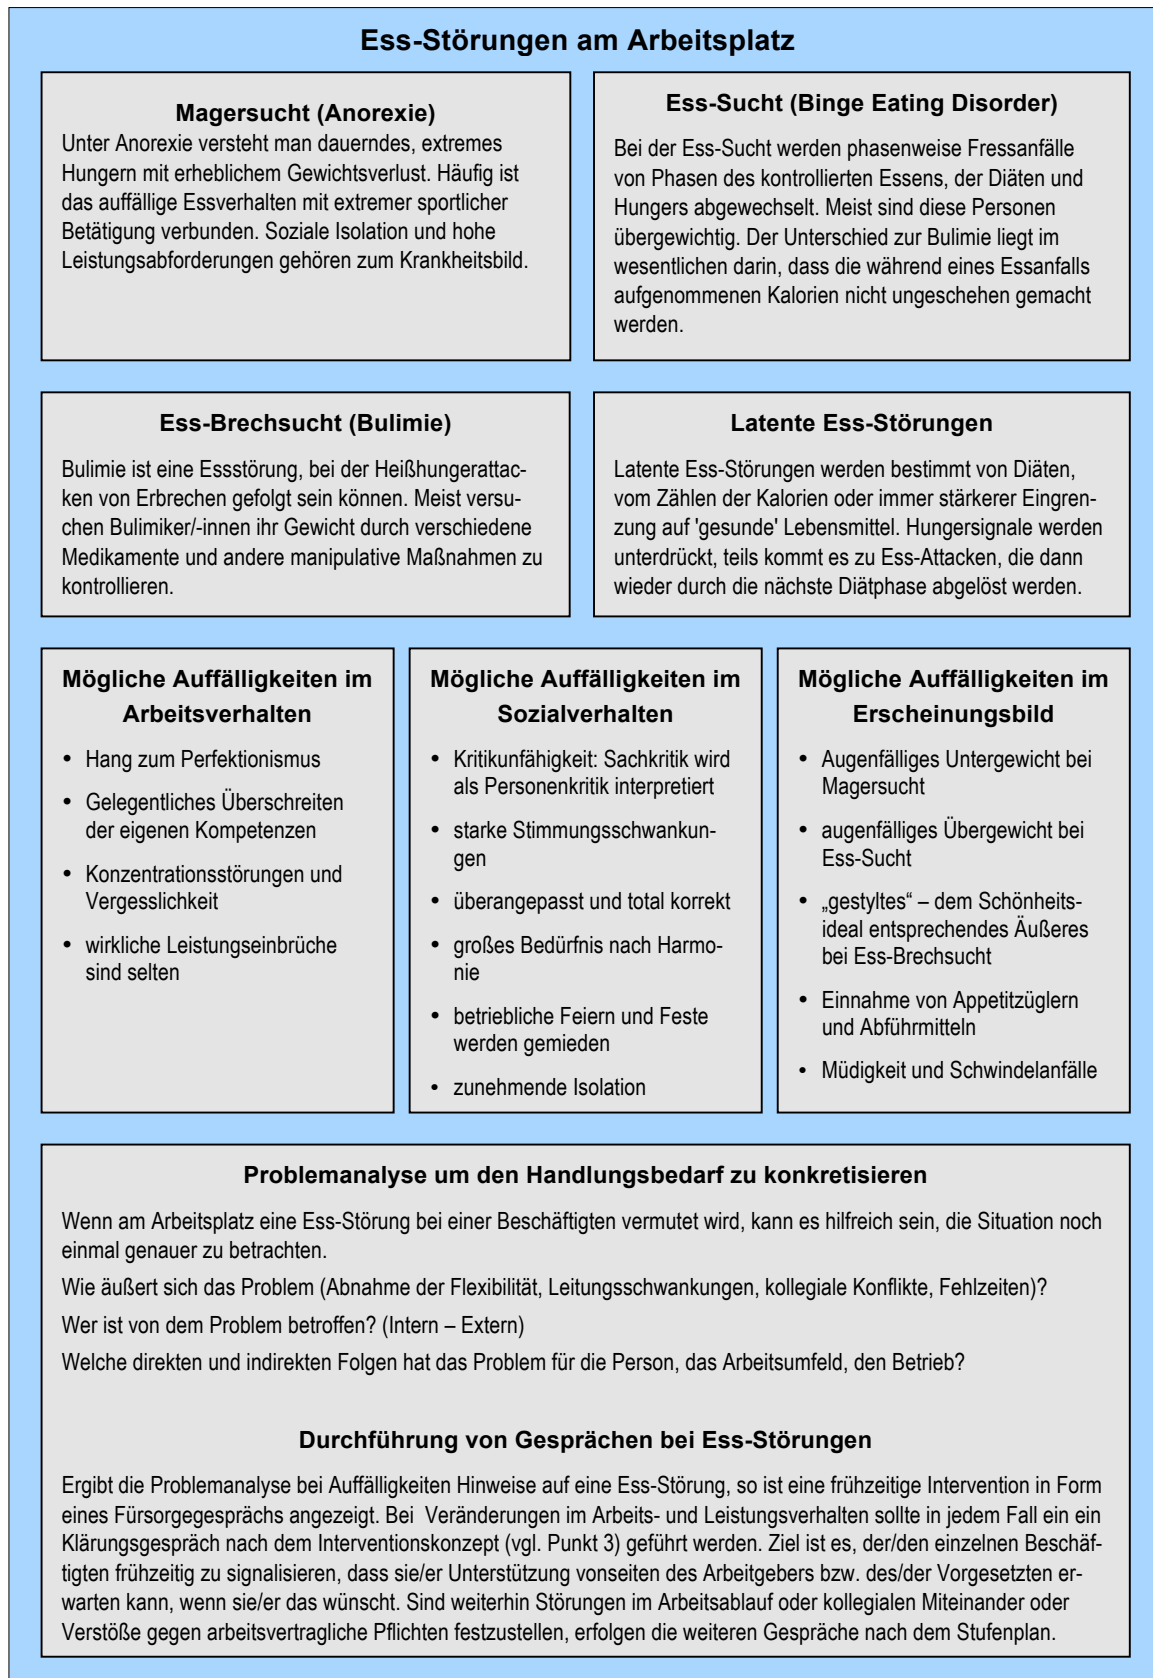 Ess-Störungen am Arbeitsplatz
Magersucht (Anorexie)
Unter Anorexie versteht man dauerndes, extremes
Hungern mit erheblichem Gewichtsverlust. Häufig ist
das auffällige Essverhalten mit extremer sportlicher
Betätigung verbunden. Soziale Isolation und hohe
Leistungsabforderungen gehören zum Krankheitsbild.
Ess-Sucht (Binge Eating Disorder)
Bei der Ess-Sucht werden phasenweise Fressanfälle
von Phasen des kontrollierten Essens, der Diäten und
Hungers abgewechselt. Meist sind diese Personen
übergewichtig. Der Unterschied zur Bulimie liegt im
wesentlichen darin, dass die während eines Essanfalls
aufgenommenen Kalorien nicht ungeschehen gemacht
werden.
Ess-Brechsucht (Bulimie)
Bulimie ist eine Essstörung, bei der Heißhungerattac-
ken von Erbrechen gefolgt sein können. Meist versu-
chen Bulimiker/-innen ihr Gewicht durch verschiedene
Medikamente und andere manipulative Maßnahmen zu
kontrollieren.
Latente Ess-Störungen
Latente Ess-Störungen werden bestimmt von Diäten,
vom Zählen der Kalorien oder immer stärkerer Eingren-
zung auf 'gesunde' Lebensmittel. Hungersignale werden
unterdrückt, teils kommt es zu Ess-Attacken, die dann
wieder durch die nächste Diätphase abgelöst werden.
Mögliche Auffälligkeiten im
Arbeitsverhalten
• Hang zum Perfektionismus
• Gelegentliches Überschreiten
der eigenen Kompetenzen
• Konzentrationsstörungen und
Vergesslichkeit
• wirkliche Leistungseinbrüche
sind selten
Mögliche Auffälligkeiten im
Sozialverhalten
• Kritikunfähigkeit: Sachkritik wird
als Personenkritik interpretiert
• starke Stimmungsschwankun-
gen
• überangepasst und total korrekt
• großes Bedürfnis nach Harmo-
nie
• betriebliche Feiern und Feste
werden gemieden
• zunehmende Isolation
Mögliche Auffälligkeiten im
Erscheinungsbild
• Augenfälliges Untergewicht bei
Magersucht
• augenfälliges Übergewicht bei
Ess-Sucht
• „gestyltes“ – dem Schönheits-
ideal entsprechendes Äußeres
bei Ess-Brechsucht
• Einnahme von Appetitzüglern
und Abführmitteln
• Müdigkeit und Schwindelanfälle
Problemanalyse um den Handlungsbedarf zu konkretisieren
Wenn am Arbeitsplatz eine Ess-Störung bei einer Beschäftigten vermutet wird, kann es hilfreich sein, die Situation noch
einmal genauer zu betrachten.
Wie äußert sich das Problem (Abnahme der Flexibilität, Leitungsschwankungen, kollegiale Konflikte, Fehlzeiten)?
Wer ist von dem Problem betroffen? (Intern – Extern)
Welche direkten und indirekten Folgen hat das Problem für die Person, das Arbeitsumfeld, den Betrieb?
Durchführung von Gesprächen bei Ess-Störungen
Ergibt die Problemanalyse bei Auffälligkeiten Hinweise auf eine Ess-Störung, so ist eine frühzeitige Intervention in Form
eines Fürsorgegesprächs angezeigt. Bei Veränderungen im Arbeits- und Leistungsverhalten sollte in jedem Fall ein ein
Klärungsgespräch nach dem Interventionskonzept (vgl. Punkt 3) geführt werden. Ziel ist es, der/den einzelnen Beschäf-
tigten frühzeitig zu signalisieren, dass sie/er Unterstützung vonseiten des Arbeitgebers bzw. des/der Vorgesetzten er-
warten kann, wenn sie/er das wünscht. Sind weiterhin Störungen im Arbeitsablauf oder kollegialen Miteinander oder
Verstöße gegen arbeitsvertragliche Pflichten festzustellen, erfolgen die weiteren Gespräche nach dem Stufenplan.